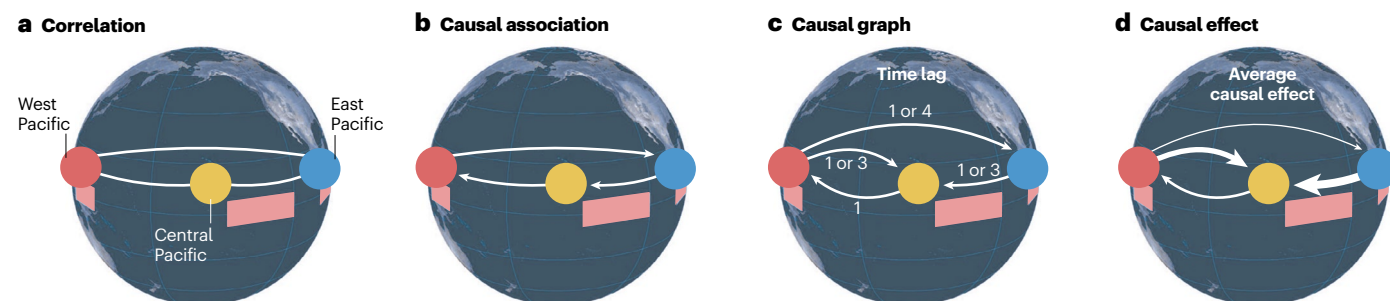 a Correlation
West
Pacific
East
Pacific
Central
Pacific
b Causal association
c Causal graph
Time lag
1 or 4
1 or 3
1 or 3
1
d Causal effect
Average
causal effect